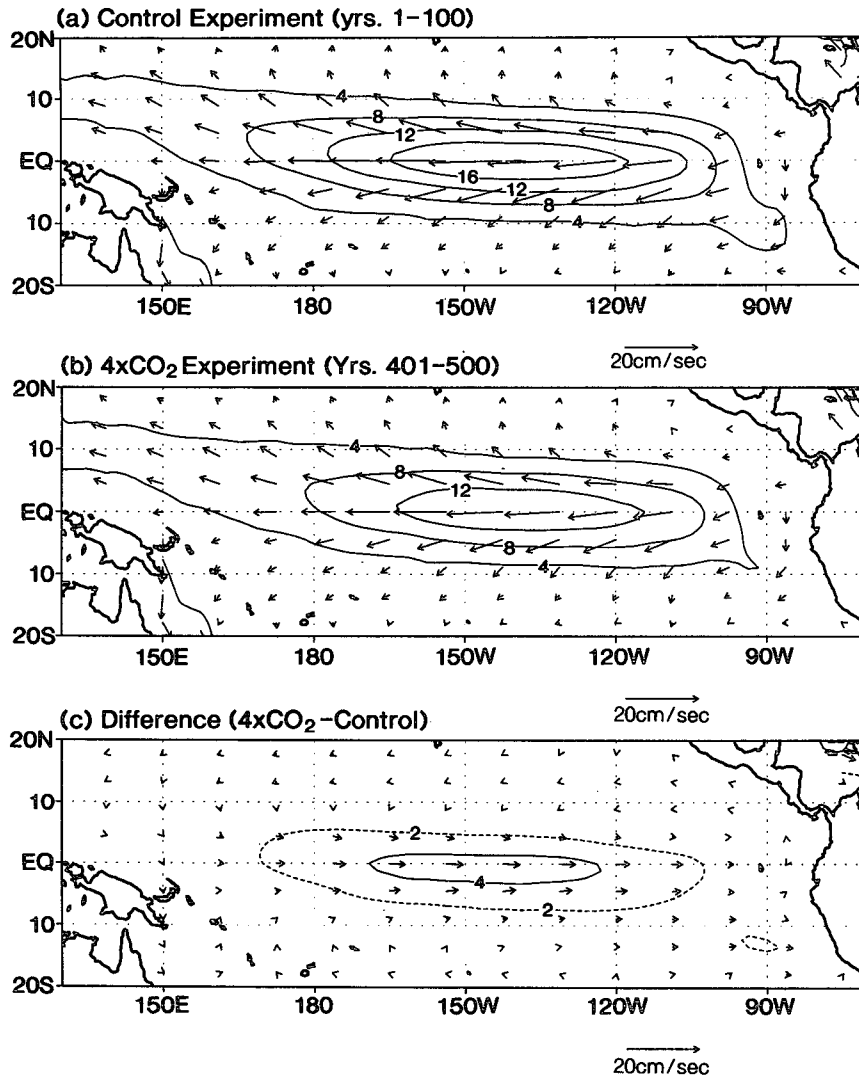 (a) Control Experiment (yrs. 1-100)
20N
10
EQ
10
20S
4
8
12
16
12
8
4
150E 180 150W 120W 90W
20cm/sec
(b) 4xCO₂ Experiment (Yrs. 401-500)
20N
10
EQ
10
20S
4
8
12
8
4
150E 180 150W 120W 90W
20cm/sec
(c) Difference (4xCO₂-Control)
20N
10
EQ
10
20S
2
4
2
150E 180 150W 120W 90W
20cm/sec